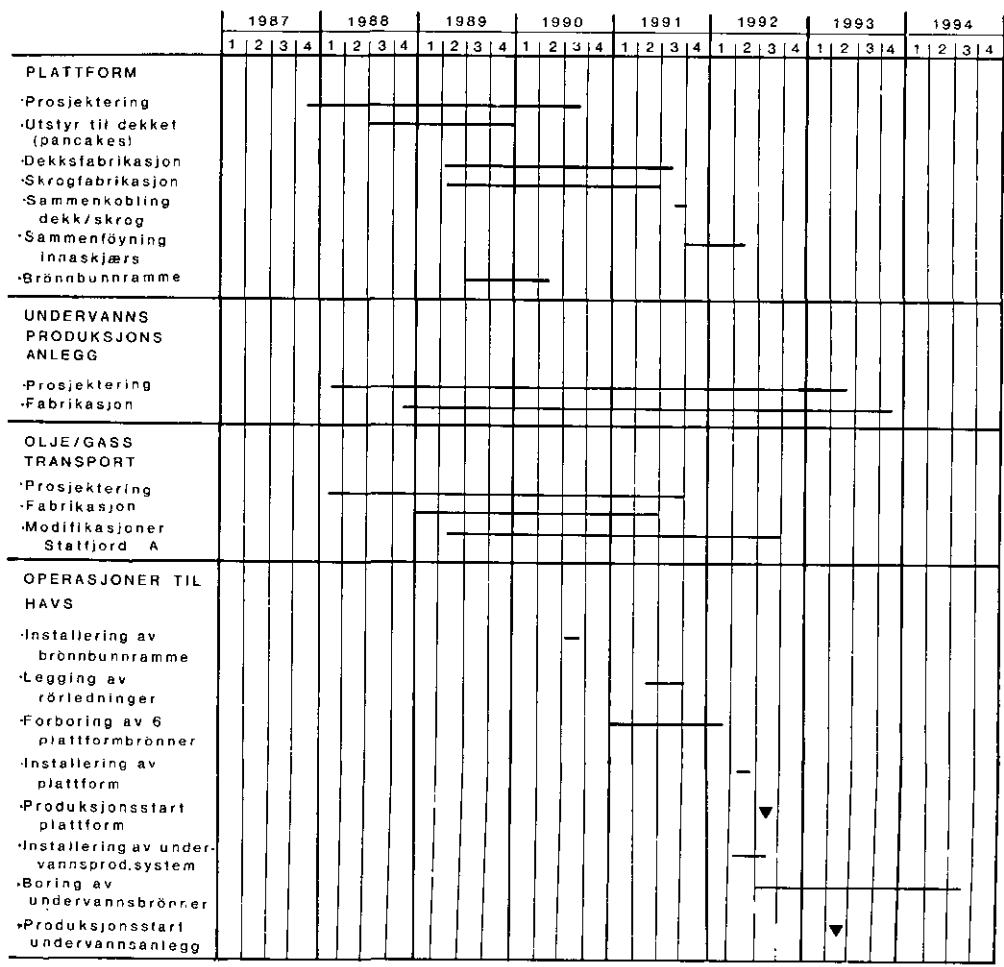 1987 1988 1989 1990 1991 1992 1993 1994
1 2 3 4 1 2 3 4 1 2 3 4 1 2 3 4 1 2 3 4 1 2 3 4 1 2 3 4 1 2 3 4
PLATTFORM
·Prosjektering
·Utstyr til dekket
(pancakes)
·Dekksfabrikasjon
·Skrogfabrikasjon
·Sammenkobling
dekk/skrog
·Sammenföyning
innaskjærs
·Brönnbunnramme
UNDERVANNS
PRODUKSJONS
ANLEGG
·Prosjektering
·Fabrikasjon
OLJE/GASS
TRANSPORT
·Prosjektering
·Fabrikasjon
·Modifikasjoner
Statfjord A
OPERASJONER TIL
HAVS
·Installering av
brönnbunnramme
·Legging av
rörledninger
·Forboring av 6
plattformbrönner
·Installering av
plattform
·Produksjonsstart
plattform
·Installering av under-
vannsprod.system
·Boring av
undervannsbrönner
·Produksjonsstart
undervannsanlegg